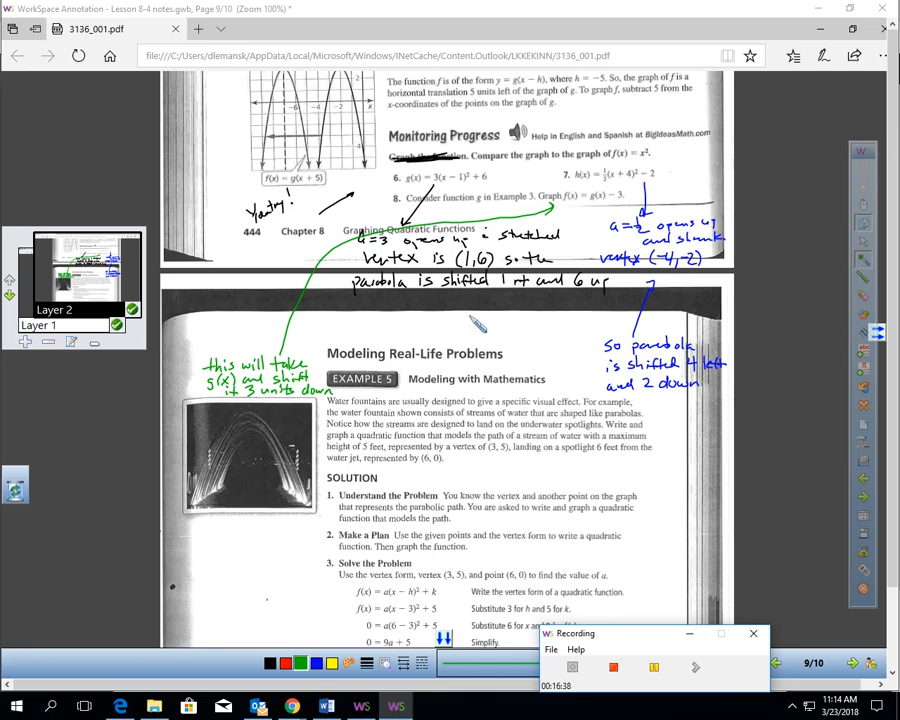 WorkSpace Annotation - Lesson 8-4 notes.gwb, Page 9/10 (Zoom 100%) *
3136_001.pdf
file:///C:/Users/dlemansk/AppData/Local/Microsoft/Windows/INetCache/Content.Outlook/LKKEKINN/3136_001.pdf
The function f is of the form y = g(x − h), where h = −5. So, the graph of f is a
horizontal translation 5 units left of the graph of g. To graph f, subtract 5 from the
x-coordinates of the points on the graph of g.
-6
-4
-2
x
4
f(x) = g(x + 5)
Monitoring Progress
Help in English and Spanish at BigIdeasMath.com
Compare the graph to the graph of f(x) = x².
6. g(x) = 3(x − 1)² + 6
7. h(x) = ½(x + 4)² − 2
8. Consider function g in Example 3. Graph f(x) = g(x) − 3.
444 Chapter 8 Graphing Quadratic Functions
a=3 opens up & stretched
vertex is (1,6) so the
parabola is shifted 1 rt and 6 up
a=½ opens up
and shrunk
vertex (-4,-2)
so parabola
is shifted 4 left
and 2 down
this will take
g(x) and shift
it 3 units down
Layer 2
Layer 1
Modeling Real-Life Problems
EXAMPLE 5 Modeling with Mathematics
Water fountains are usually designed to give a specific visual effect. For example,
the water fountain shown consists of streams of water that are shaped like parabolas.
Notice how the streams are designed to land on the underwater spotlights. Write and
graph a quadratic function that models the path of a stream of water with a maximum
height of 5 feet, represented by a vertex of (3, 5), landing on a spotlight 6 feet from the
water jet, represented by (6, 0).
SOLUTION
1. Understand the Problem You know the vertex and another point on the graph
that represents the parabolic path. You are asked to write and graph a quadratic
function that models the path.
2. Make a Plan Use the given points and the vertex form to write a quadratic
function. Then graph the function.
3. Solve the Problem
Use the vertex form, vertex (3, 5), and point (6, 0) to find the value of a.
f(x) = a(x − h)² + k Write the vertex form of a quadratic function.
f(x) = a(x − 3)² + 5 Substitute 3 for h and 5 for k.
0 = a(6 − 3)² + 5 Substitute 6 for x and
0 = 9a + 5 Simplify.
Recording
File Help
00:16:38
9/10
11:14 AM
3/23/2018